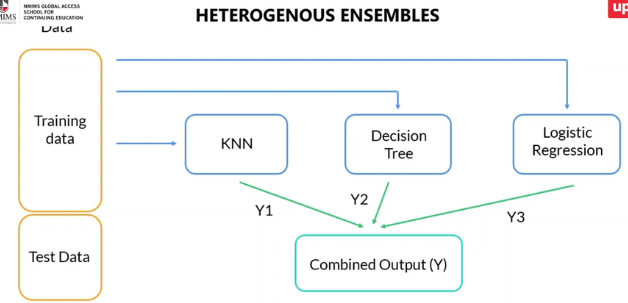 NMIMS GLOBAL ACCESS
SCHOOL FOR
CONTINUING EDUCATION
HETEROGENOUS ENSEMBLES
up
Data
Training
data
KNN
Decision
Tree
Logistic
Regression
Y1
Y2
Y3
Test Data
Combined Output (Y)